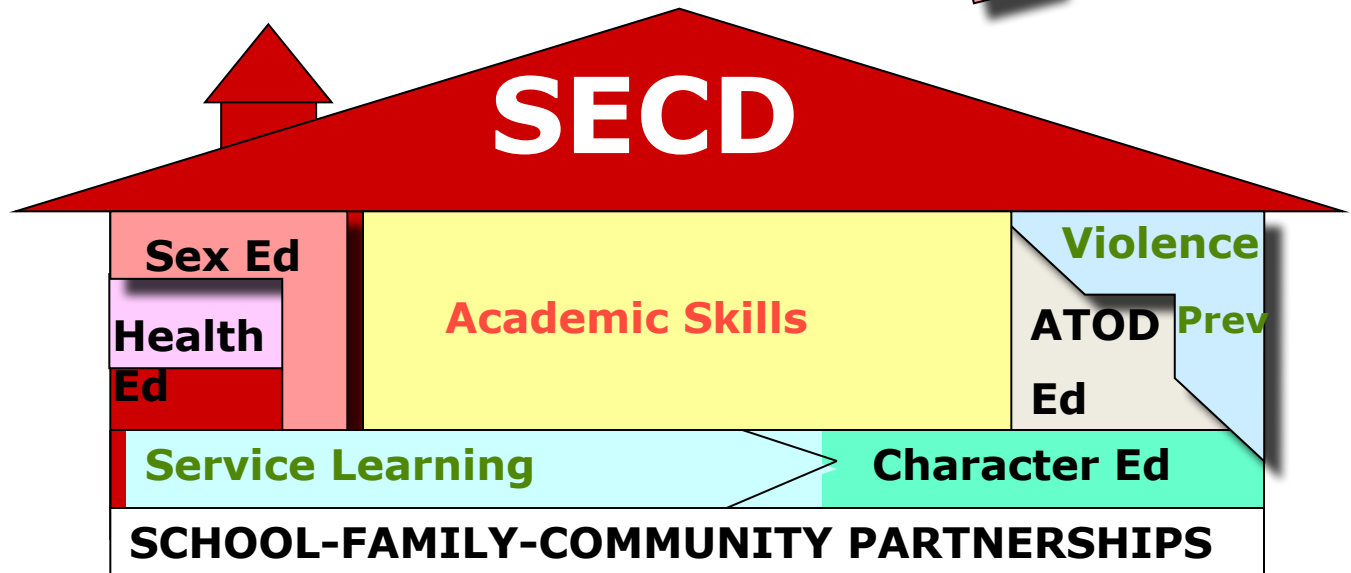 SECD
Sex Ed
Health
Ed
Academic Skills
Violence
Prev
ATOD
Ed
Service Learning
Character Ed
SCHOOL-FAMILY-COMMUNITY PARTNERSHIPS